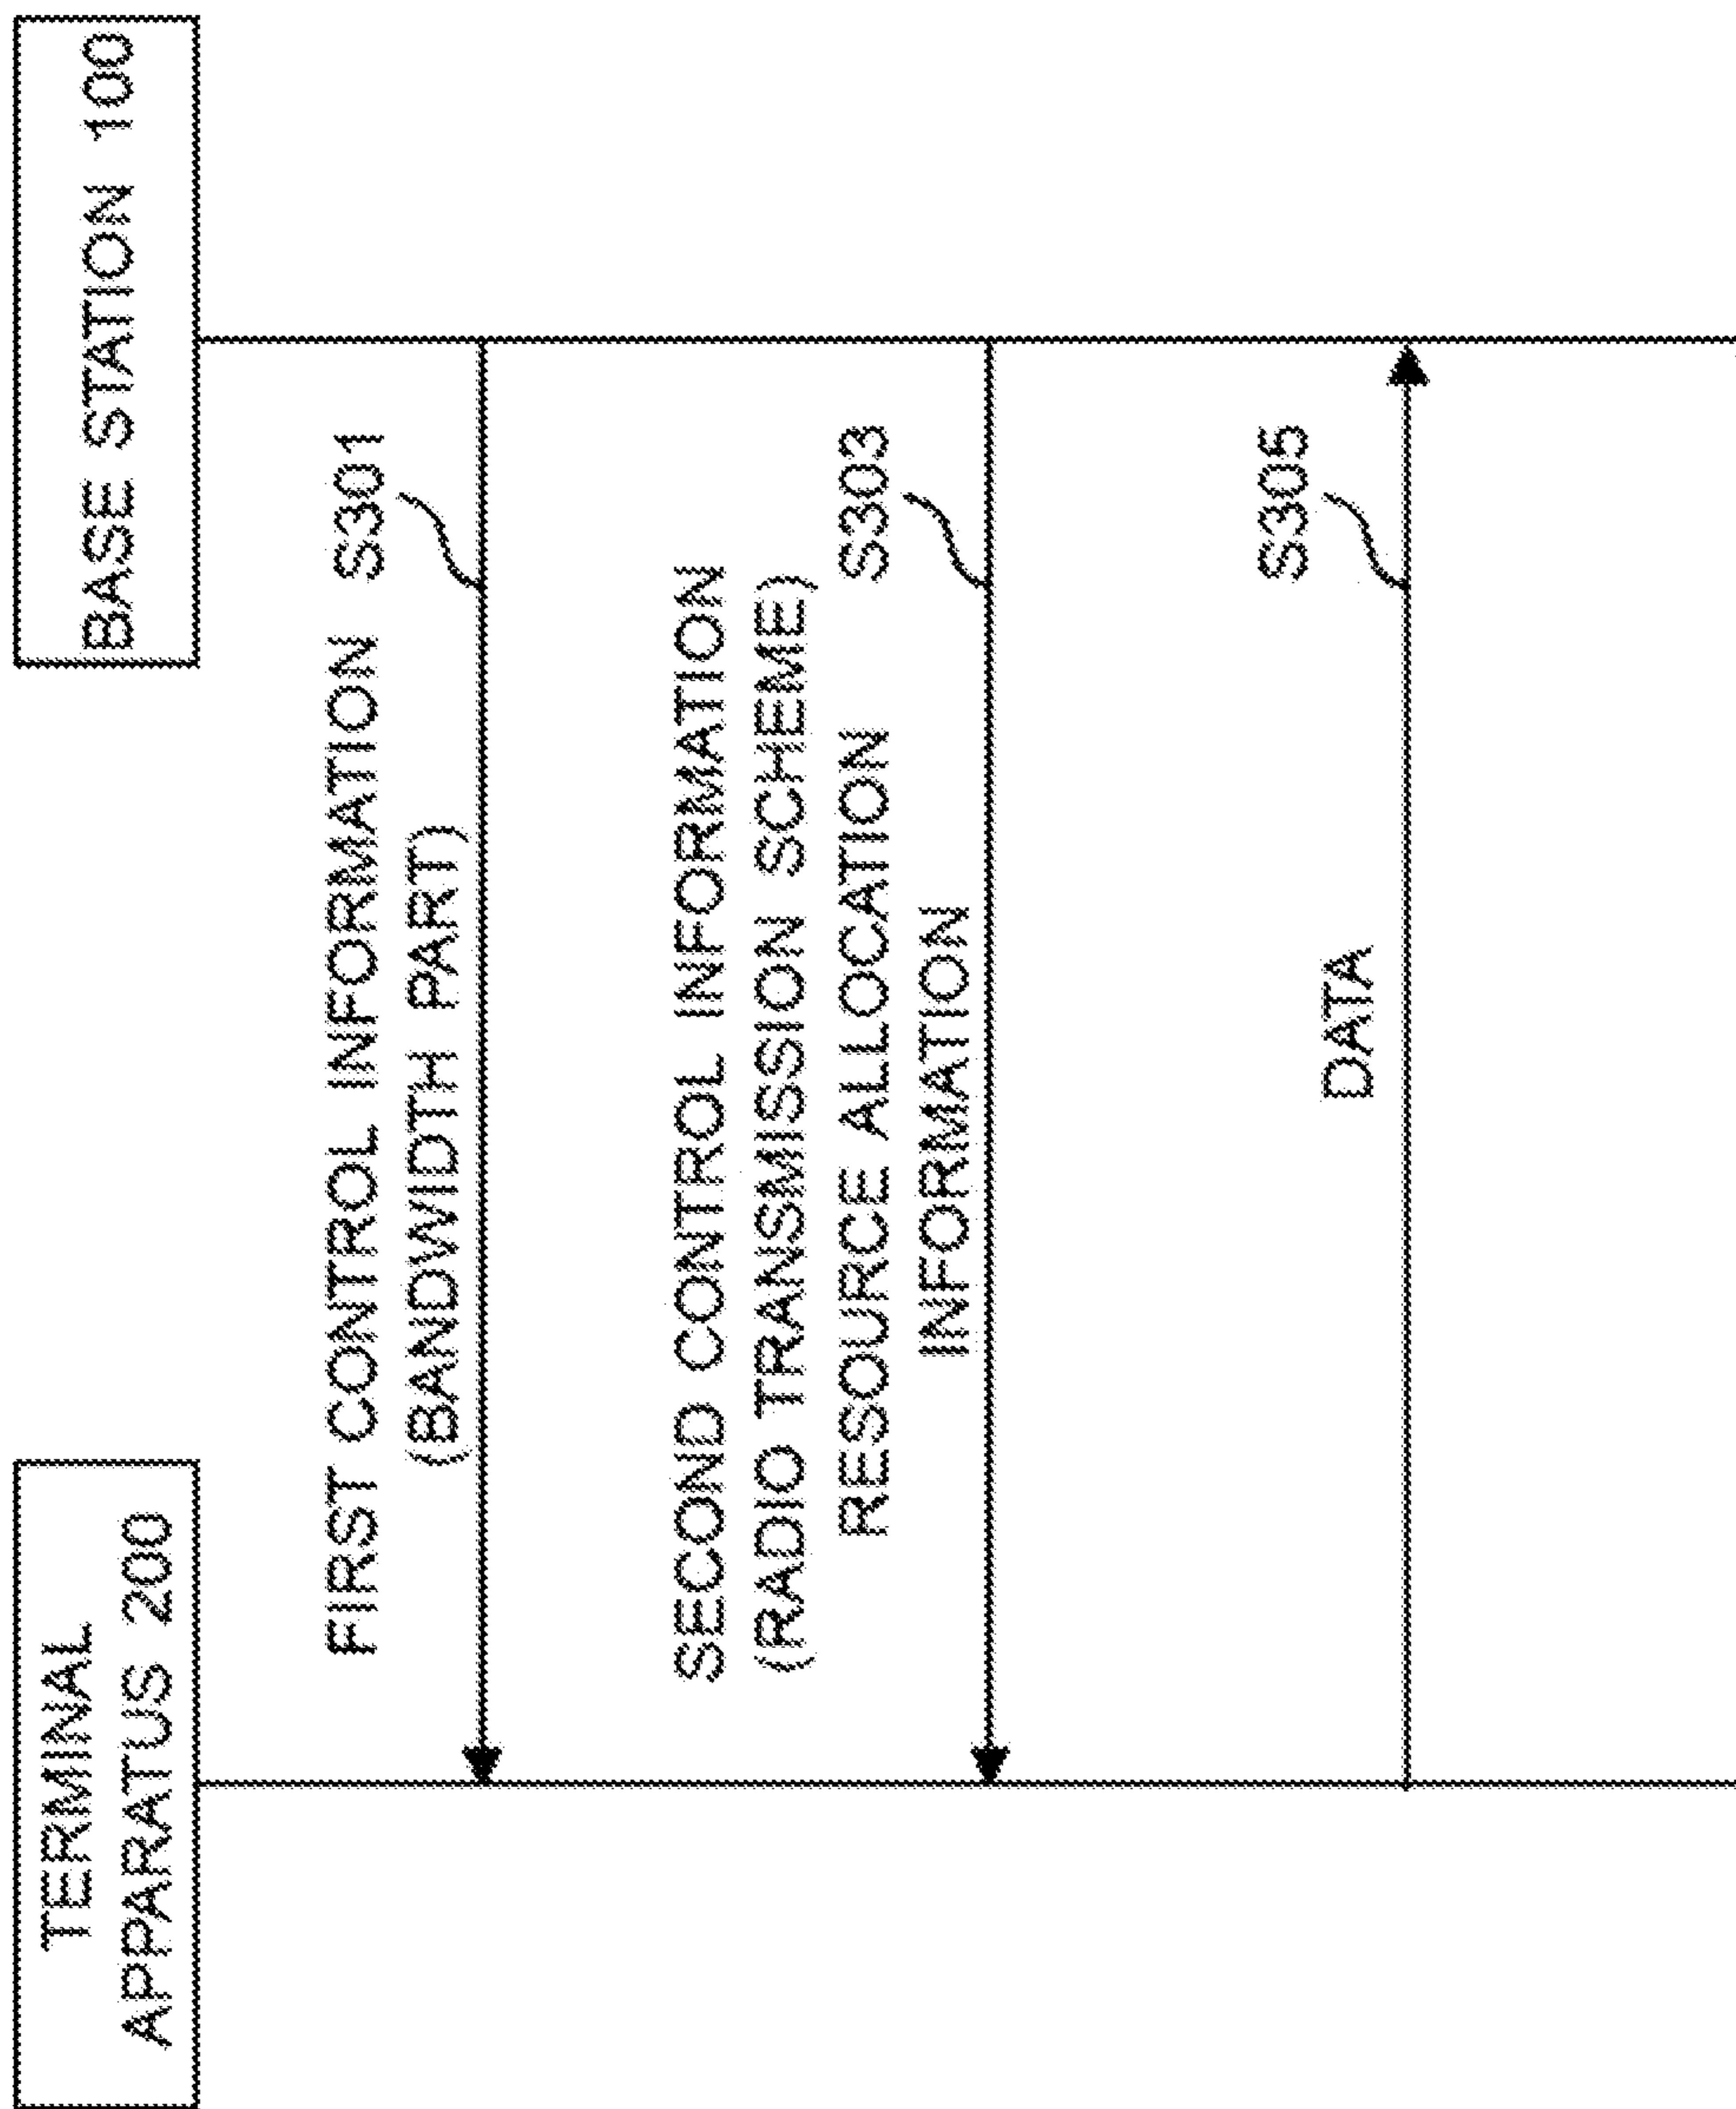 TERMINAL
APPARATUS 200
BASE STATION 100
FIRST CONTROL INFORMATION S301
(BANDWIDTH PART)
SECOND CONTROL INFORMATION
(RADIO TRANSMISSION SCHEME)
RESOURCE ALLOCATION S303
INFORMATION
S305
DATA